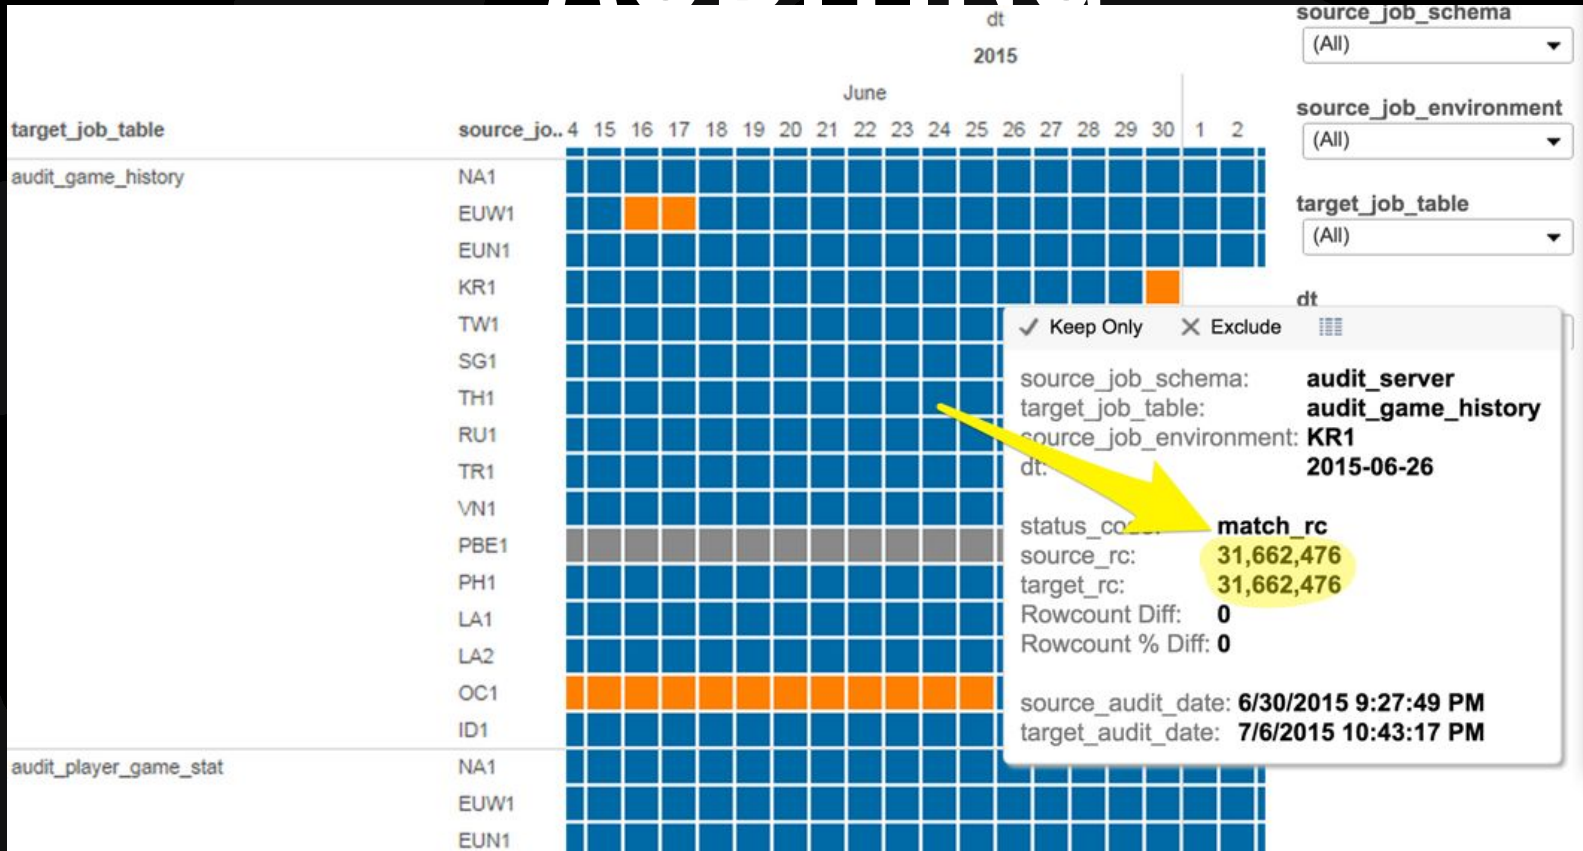 dt
source_job_schema
(All)
2015
June
source_job_environment
(All)
target_job_table source_jo.. 4 15 16 17 18 19 20 21 22 23 24 25 26 27 28 29 30 1 2
audit_game_history NA1
EUW1
target_job_table
(All)
EUN1
KR1
dt
TW1
SG1
TH1
RU1
TR1
VN1
PBE1
PH1
LA1
LA2
OC1
ID1
audit_player_game_stat NA1
EUW1
EUN1
Keep Only Exclude
source_job_schema: audit_server
target_job_table: audit_game_history
source_job_environment: KR1
dt: 2015-06-26
match_rc
source_rc: 31,662,476
target_rc: 31,662,476
Rowcount Diff: 0
Rowcount % Diff: 0
source_audit_date: 6/30/2015 9:27:49 PM
target_audit_date: 7/6/2015 10:43:17 PM